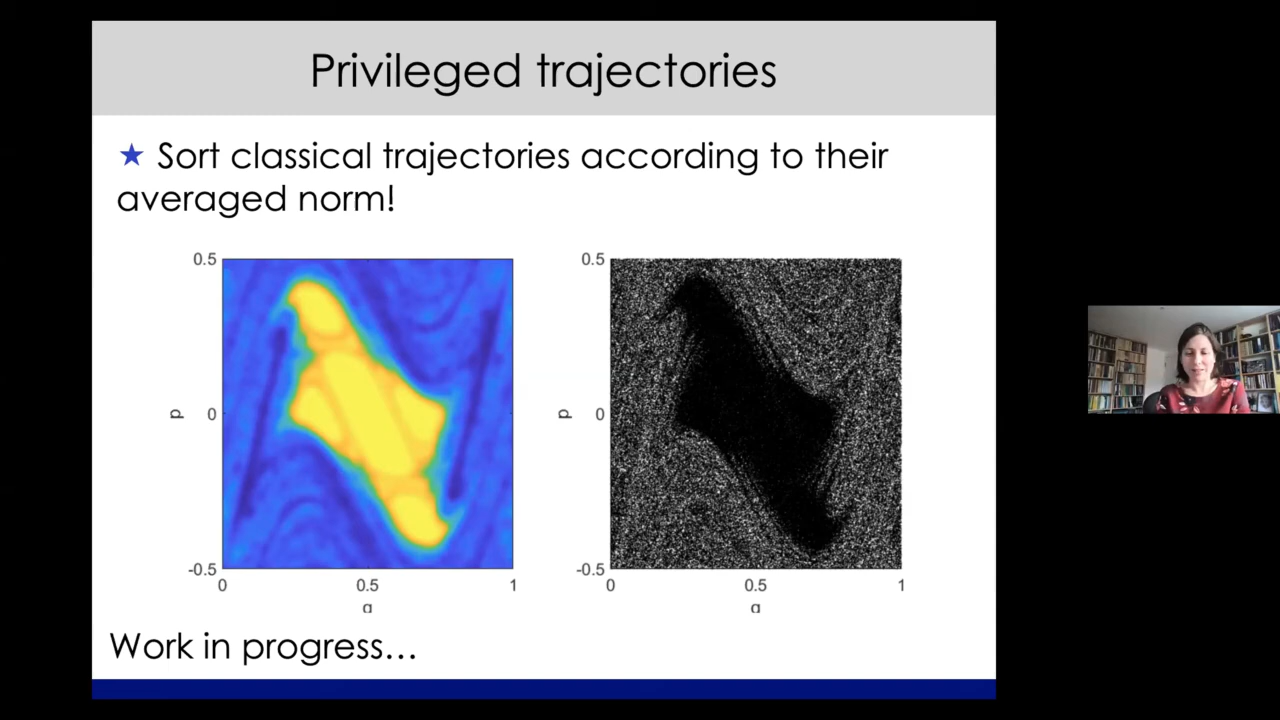 Privileged trajectories
★ Sort classical trajectories according to their
averaged norm!
0.5
p
0
-0.5
0
0.5
1
q
0.5
p
0
-0.5
0
0.5
1
q
Work in progress...